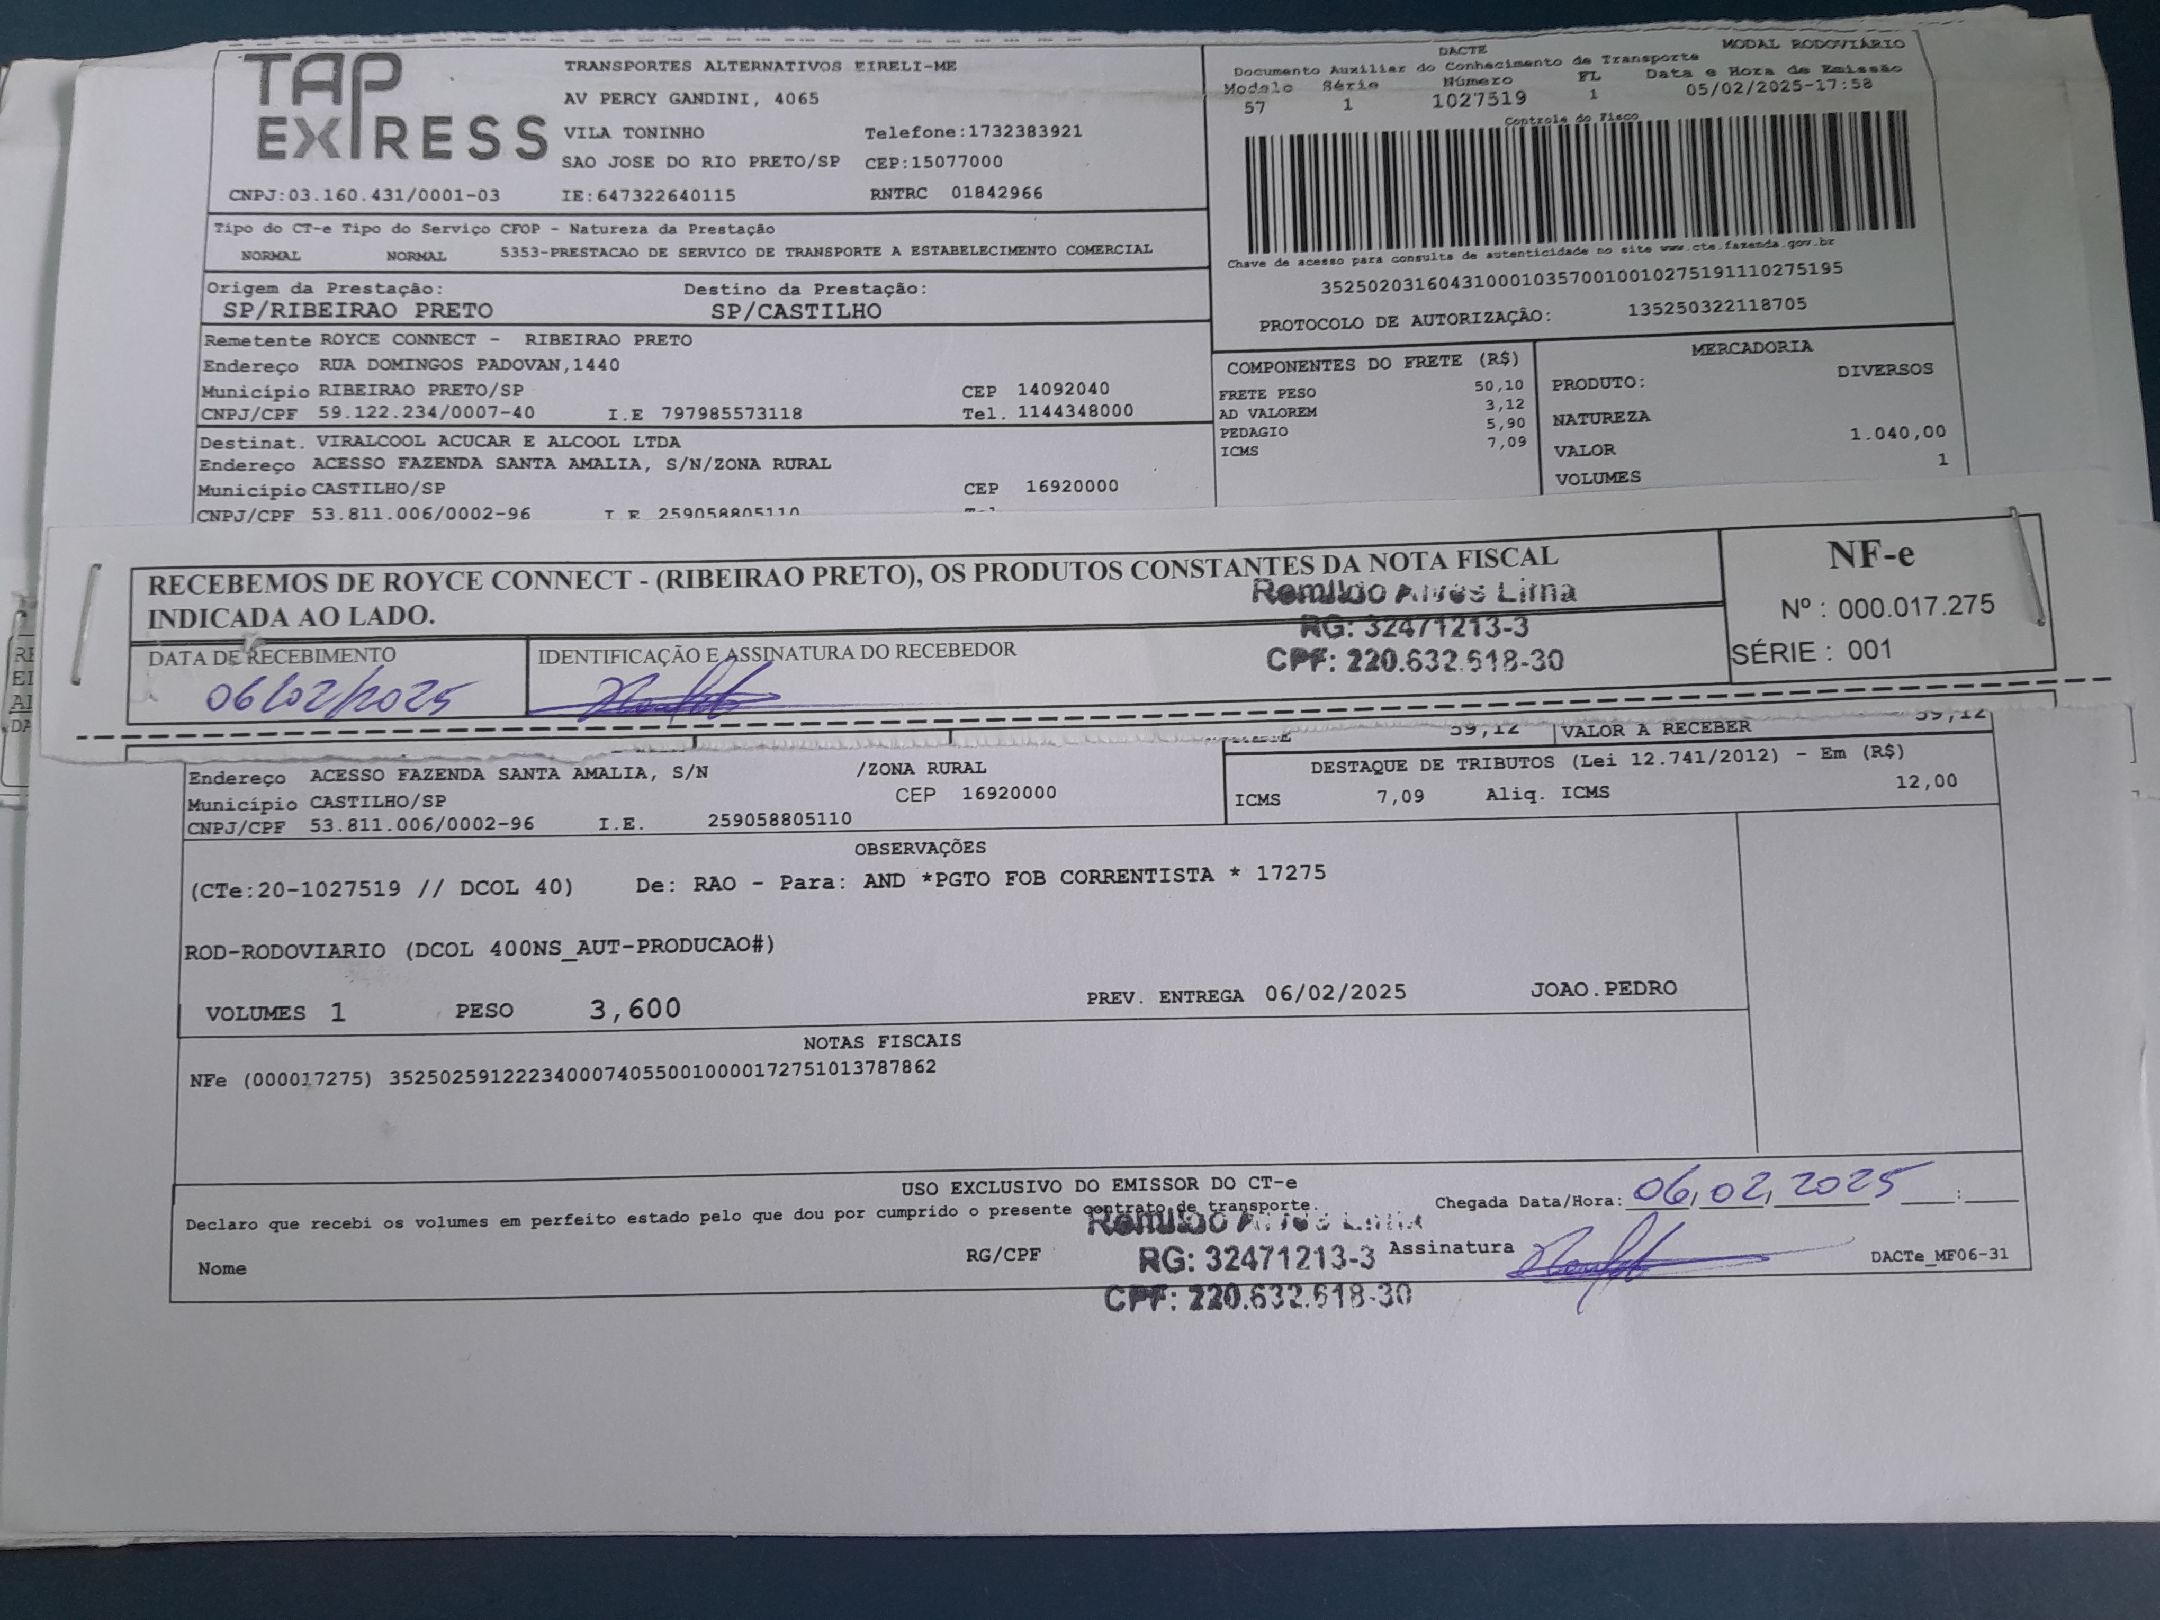 TAP
EXPRESS
TRANSPORTES ALTERNATIVOS EIRELI-ME
AV PERCY GANDINI, 4065
VILA TONINHO Telefone:1732383921
SAO JOSE DO RIO PRETO/SP CEP:15077000
CNPJ:03.160.431/0001-03 IE:647322640115 RNTRC 01842966
DACTE MODAL RODOVIÁRIO
Documento Auxiliar do Conhecimento de Transporte
Modelo Série Número FL Data e Hora de Emissão
57 1 1027519 1 05/02/2025-17:58
Controle do Fisco
Chave de acesso para consulta de autenticidade no site www.cte.fazenda.gov.br
35250203160431000103570010010275191110275195
PROTOCOLO DE AUTORIZAÇÃO: 135250322118705
Tipo do CT-e Tipo do Serviço CFOP - Natureza da Prestação
NORMAL NORMAL 5353-PRESTACAO DE SERVICO DE TRANSPORTE A ESTABELECIMENTO COMERCIAL
Origem da Prestação: Destino da Prestação:
SP/RIBEIRAO PRETO SP/CASTILHO
Remetente ROYCE CONNECT - RIBEIRAO PRETO
Endereço RUA DOMINGOS PADOVAN,1440
Município RIBEIRAO PRETO/SP CEP 14092040
CNPJ/CPF 59.122.234/0007-40 I.E 797985573118 Tel. 1144348000
Destinat. VIRALCOOL ACUCAR E ALCOOL LTDA
Endereço ACESSO FAZENDA SANTA AMALIA, S/N/ZONA RURAL
Município CASTILHO/SP CEP 16920000
CNPJ/CPF 53.811.006/0002-96 I.E 259058805110
COMPONENTES DO FRETE (R$)
FRETE PESO 50,10
AD VALOREM 3,12
PEDAGIO 5,90
ICMS 7,09
MERCADORIA
PRODUTO: DIVERSOS
NATUREZA
VALOR 1.040,00
VOLUMES 1
RECEBEMOS DE ROYCE CONNECT - (RIBEIRAO PRETO), OS PRODUTOS CONSTANTES DA NOTA FISCAL
INDICADA AO LADO.
NF-e
Nº : 000.017.275
SÉRIE : 001
Remildo Alves Lima
RG: 32471213-3
CPF: 220.632.618-30
DATA DE RECEBIMENTO IDENTIFICAÇÃO E ASSINATURA DO RECEBEDOR
06/02/2025
59,12 VALOR A RECEBER 59,12
Endereço ACESSO FAZENDA SANTA AMALIA, S/N /ZONA RURAL
Município CASTILHO/SP CEP 16920000
CNPJ/CPF 53.811.006/0002-96 I.E. 259058805110
DESTAQUE DE TRIBUTOS (Lei 12.741/2012) - Em (R$)
ICMS 7,09 Aliq. ICMS 12,00
OBSERVAÇÕES
(CTe:20-1027519 // DCOL 40) De: RAO - Para: AND *PGTO FOB CORRENTISTA * 17275
ROD-RODOVIARIO (DCOL 400NS_AUT-PRODUCAO#)
VOLUMES 1 PESO 3,600 PREV. ENTREGA 06/02/2025 JOAO.PEDRO
NOTAS FISCAIS
NFe (000017275) 35250259122234000740550010000172751013787862
USO EXCLUSIVO DO EMISSOR DO CT-e
Declaro que recebi os volumes em perfeito estado pelo que dou por cumprido o presente contrato de transporte. Chegada Data/Hora: 06/02/2025 :
Remildo Alves Lima
Nome RG/CPF RG: 32471213-3 Assinatura DACTe_MF06-31
CPF: 220.632.618-30